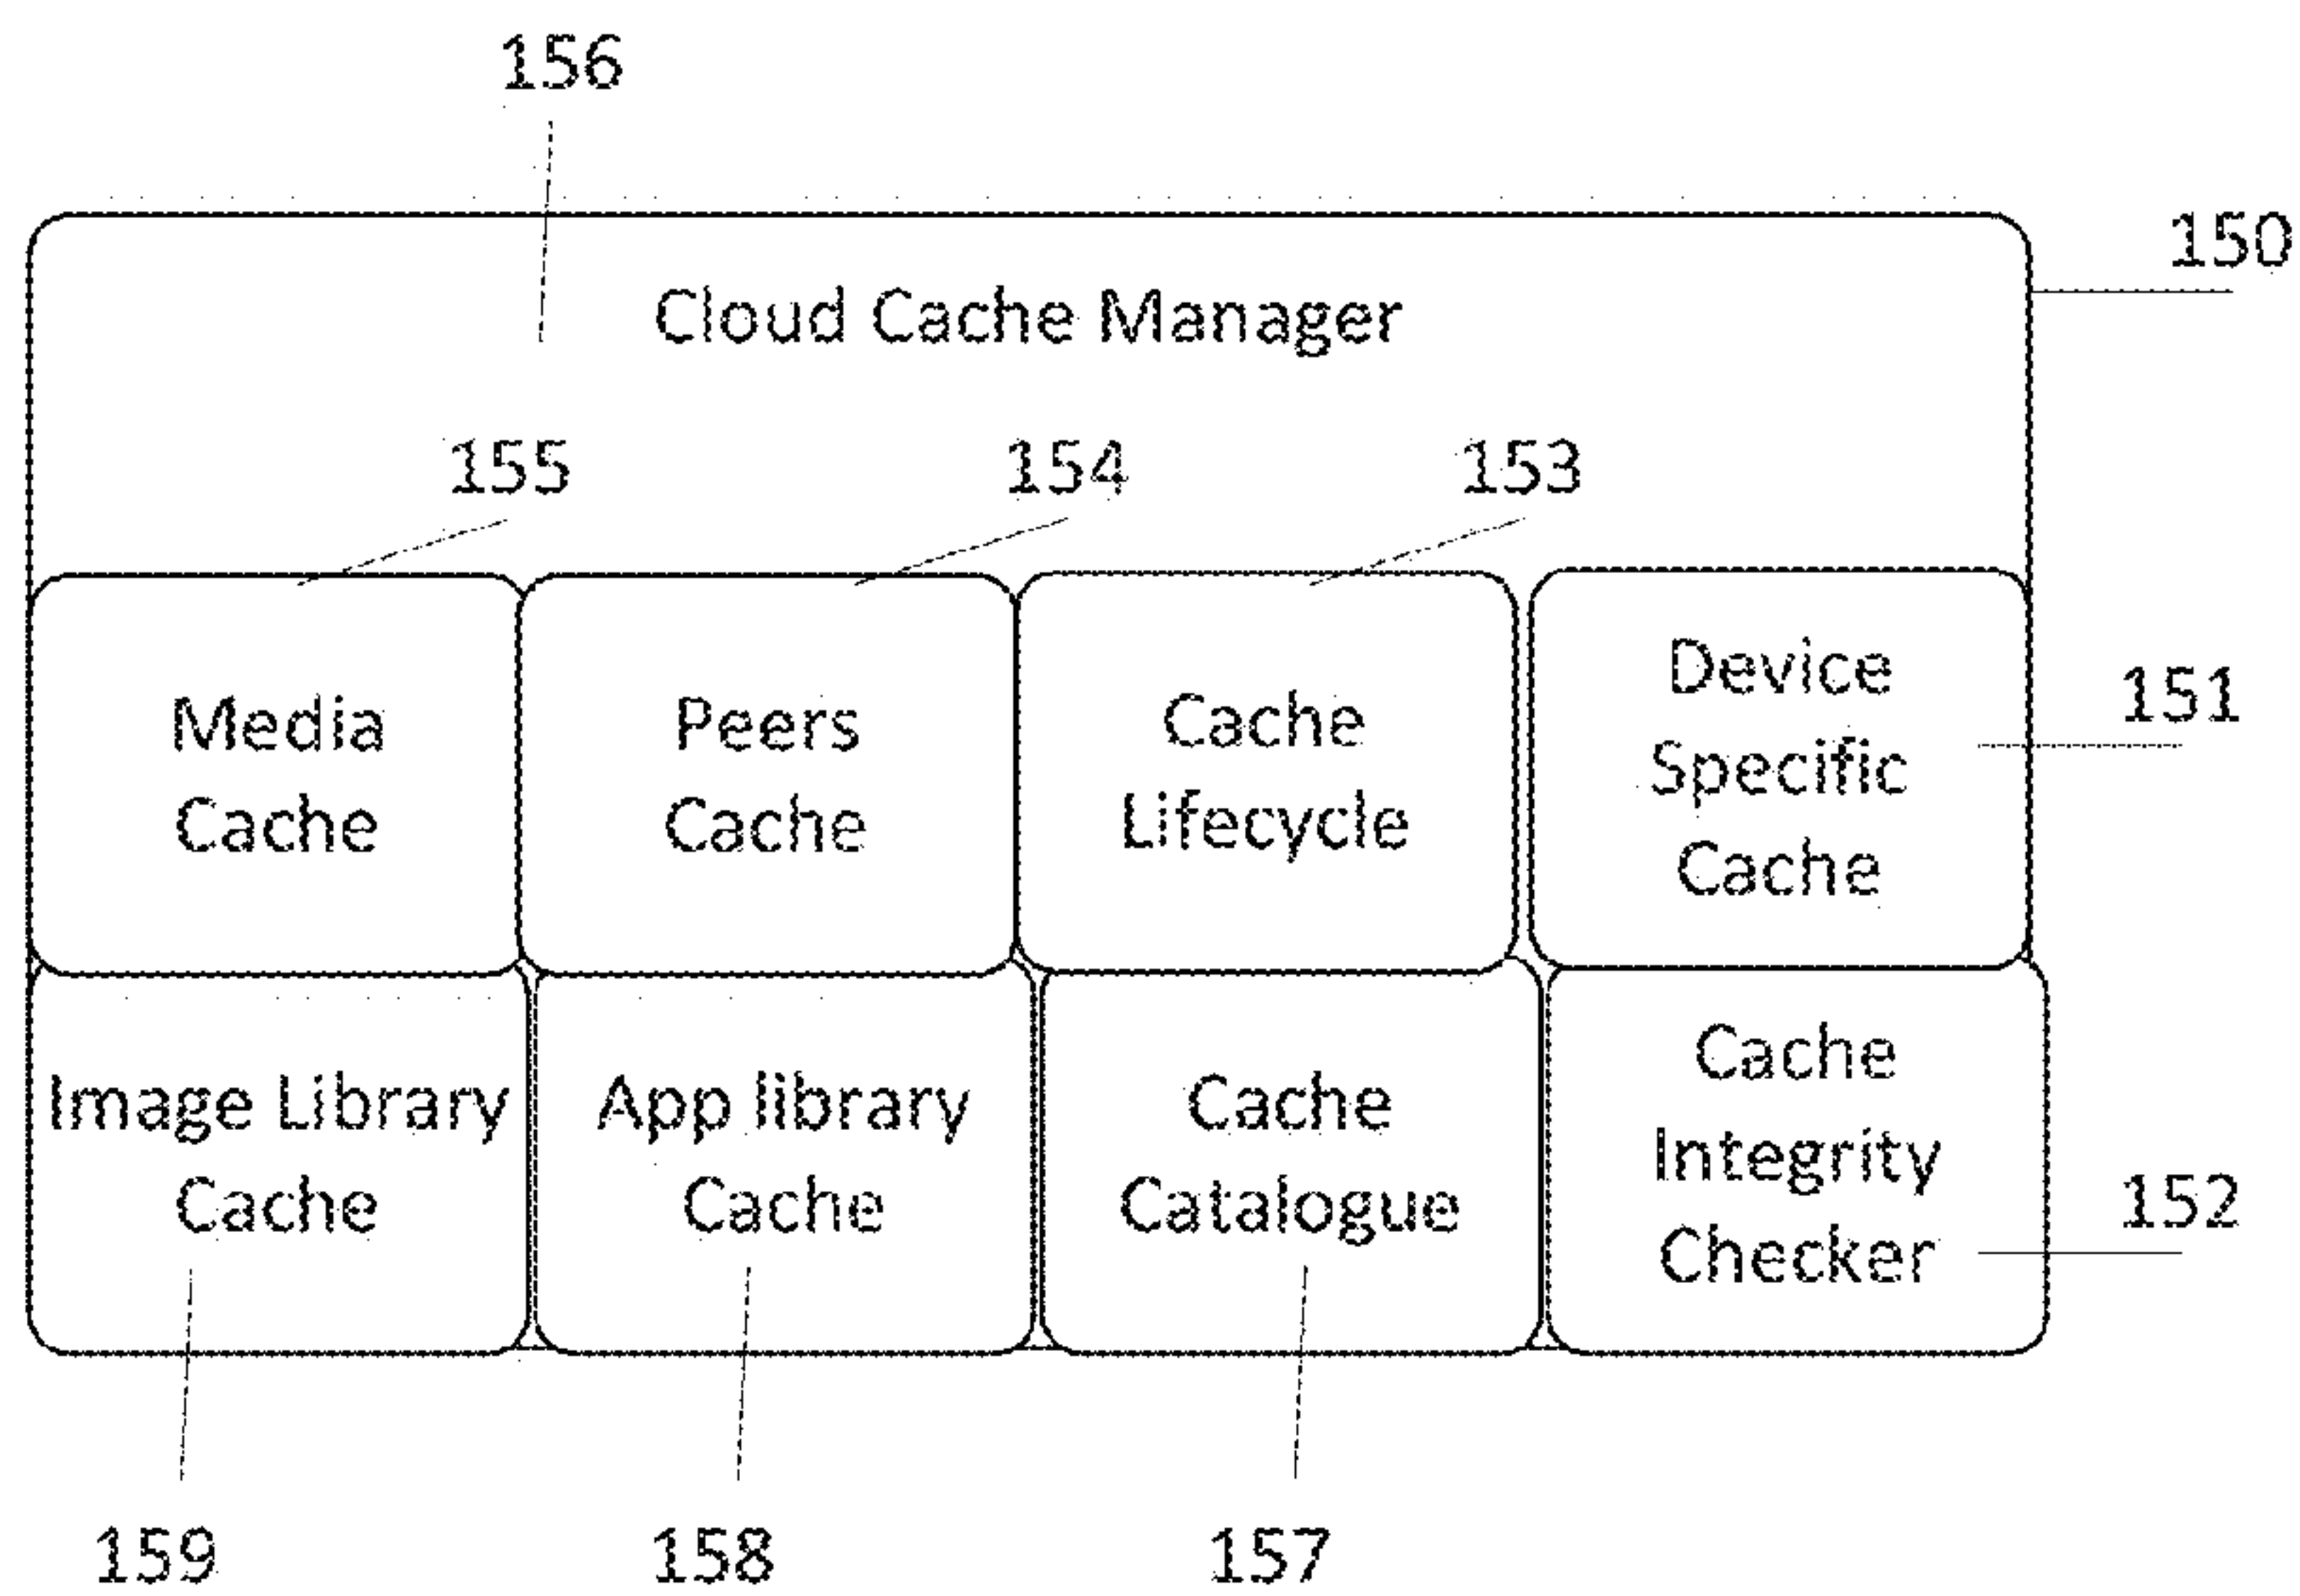 156
150
Cloud Cache Manager
155
154
153
Media
Cache
Peers
Cache
Cache
Lifecycle
Device
Specific
Cache
151
Image Library
Cache
App library
Cache
Cache
Catalogue
Cache
Integrity
Checker
152
159
158
157